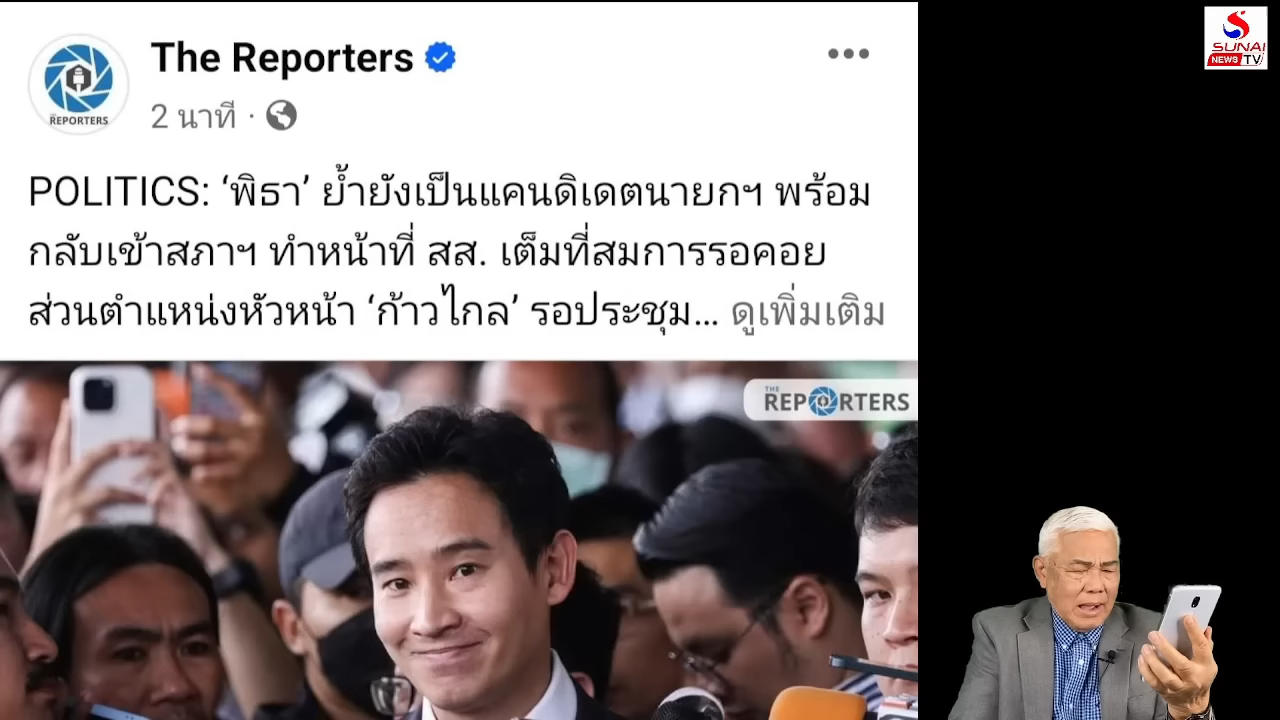 The Reporters
2 นาที ·
REPORTERS
POLITICS: ‘พิธา’ ย้ำยังเป็นแคนดิเดตนายกฯ พร้อม
กลับเข้าสภาฯ ทำหน้าที่ สส. เต็มที่สมการรอคอย
ส่วนตำแหน่งหัวหน้า ‘ก้าวไกล’ รอประชุม... ดูเพิ่มเติม
THE
REPORTERS
SUNAI
NEWS TV